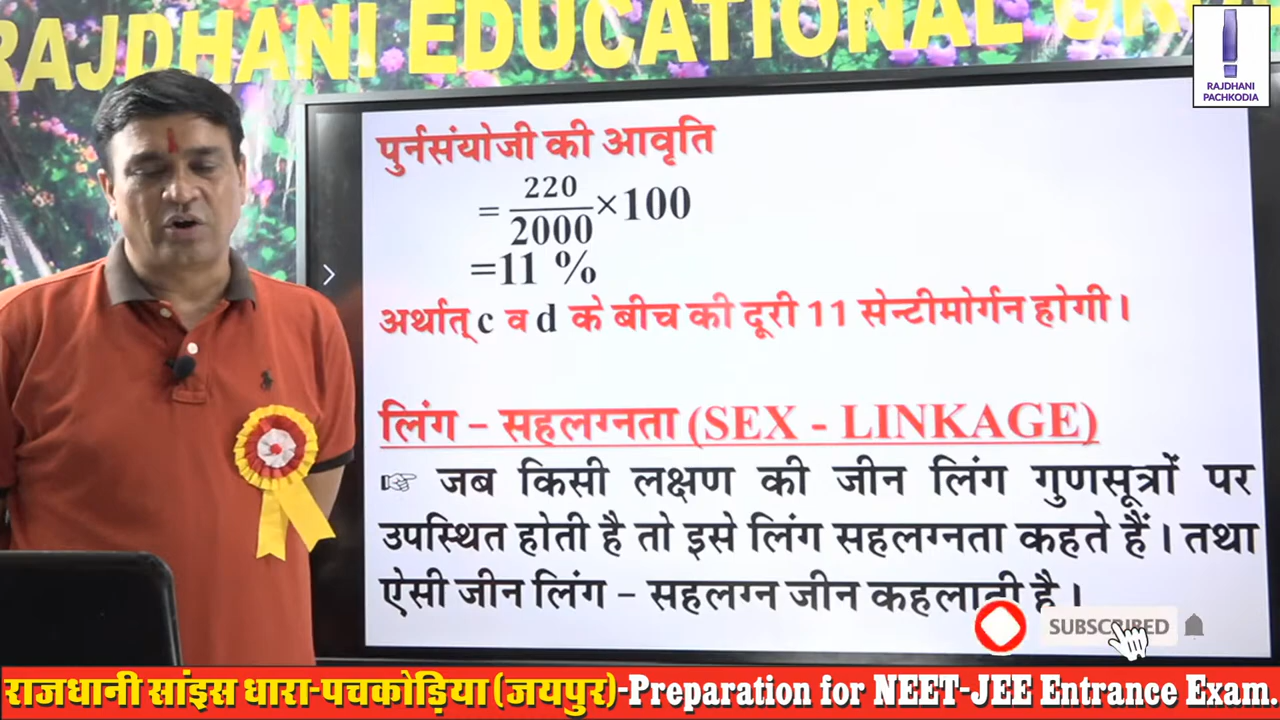 RAJDHANI EDUCATIONAL
RAJDHANI
PACHKODIA
पुर्नसंयोजी की आवृति
= 220/2000 ×100
=11 %
अर्थात् c व d के बीच की दूरी 11 सेन्टीमोर्गन होगी।
लिंग – सहलग्नता (SEX - LINKAGE)
☞ जब किसी लक्षण की जीन लिंग गुणसूत्रों पर
उपस्थित होती है तो इसे लिंग सहलग्नता कहते हैं। तथा
ऐसी जीन लिंग – सहलग्न जीन कहलाती है।
SUBSCRIBED
राजधानी सांइस धारा-पचकोड़िया (जयपुर)-Preparation for NEET-JEE Entrance Exam.